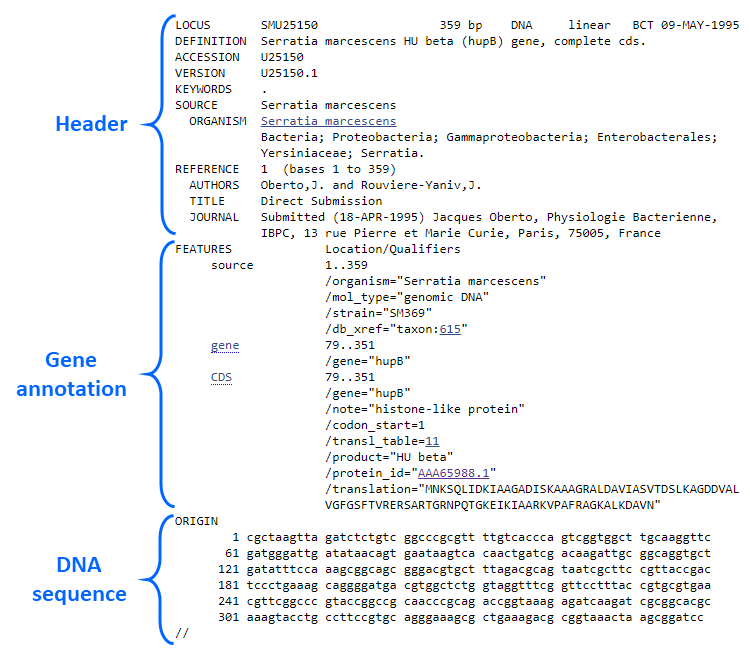 Header
Gene
annotation
DNA
sequence
LOCUS SMU25150 359 bp DNA linear BCT 09-MAY-1995
DEFINITION Serratia marcescens HU beta (hupB) gene, complete cds.
ACCESSION U25150
VERSION U25150.1
KEYWORDS .
SOURCE Serratia marcescens
ORGANISM Serratia marcescens
Bacteria; Proteobacteria; Gammaproteobacteria; Enterobacterales;
Yersiniaceae; Serratia.
REFERENCE 1 (bases 1 to 359)
AUTHORS Oberto,J. and Rouviere-Yaniv,J.
TITLE Direct Submission
JOURNAL Submitted (18-APR-1995) Jacques Oberto, Physiologie Bacterienne,
IBPC, 13 rue Pierre et Marie Curie, Paris, 75005, France
FEATURES Location/Qualifiers
source 1..359
/organism="Serratia marcescens"
/mol_type="genomic DNA"
/strain="SM369"
/db_xref="taxon:615"
gene 79..351
/gene="hupB"
CDS 79..351
/gene="hupB"
/note="histone-like protein"
/codon_start=1
/transl_table=11
/product="HU beta"
/protein_id="AAA65988.1"
/translation="MNKSQLIDKIAAGADISKAAAGRALDAVIASVTDSLKAGDDVAL
VGFGSFTVRERSARTGRNPQTGKEIKIAARKVPAFRAGKALKDAVN"
ORIGIN
1 cgctaagtta gatctctgtc ggcccgcgtt tttgtcaccca gtcggtggct tgcaaggttc
61 gatgggattg atataacagt gaataagtca caactgatcg acaagattgc ggcaggtgct
121 gatatttcca aagcggcagc gggacgtgct ttagacgcag taatcgcttc cgttaccgac
181 tccctgaaag caggggatga cgtggctctg gtaggtttcg gttcctttac cgtgcgtgaa
241 cgttcggccc gtaccggccg caacccgcag accggtaaag agatcaagat cgcggcacgc
301 aaagtacctg ccttccgtgc agggaaagcg ctgaaagacg cggtaaacta agcggatcc
//